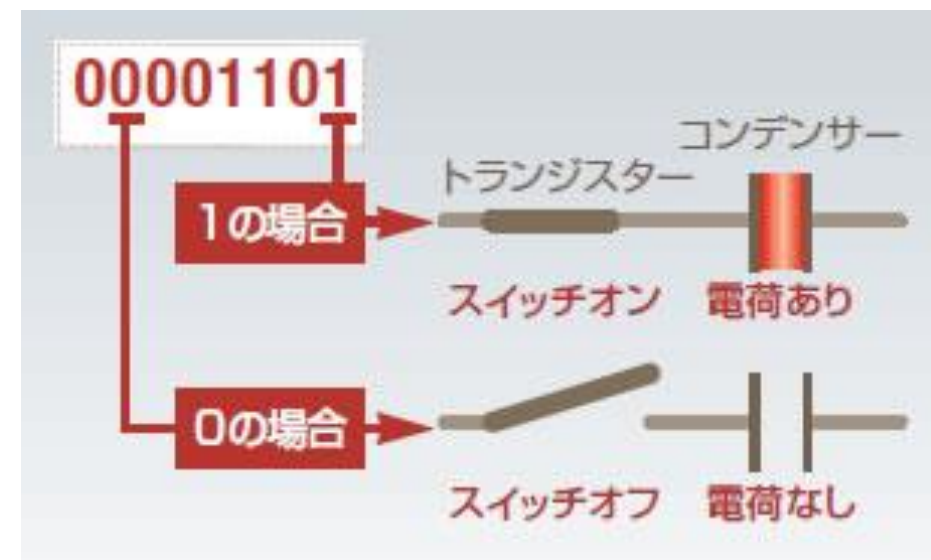 00001101
コンデンサー
トランジスター
1の場合
スイッチオン 電荷あり
0の場合
スイッチオフ 電荷なし